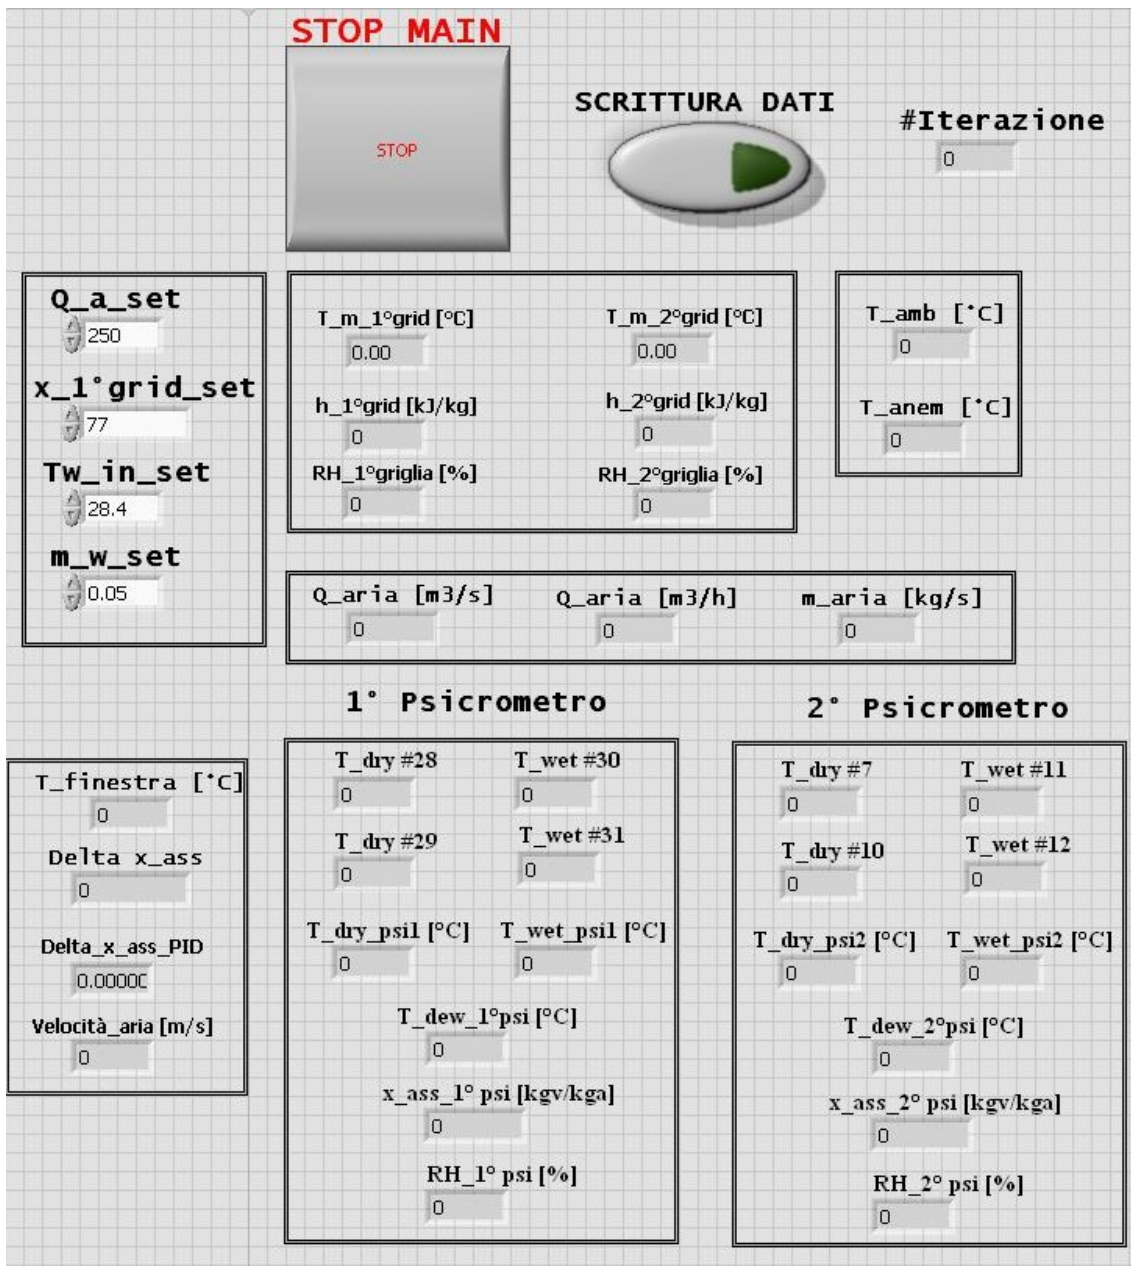 STOP MAIN
STOP
SCRITTURA DATI
#Iterazione
0
Q_a_set
250
x_1°grid_set
77
Tw_in_set
28.4
m_w_set
0.05
T_m_1°grid [°C]
0.00
T_m_2°grid [°C]
0.00
h_1°grid [kJ/kg]
0
h_2°grid [kJ/kg]
0
RH_1°griglia [%]
0
RH_2°griglia [%]
0
T_amb [°C]
0
T_anem [°C]
0
Q_aria [m3/s]
0
Q_aria [m3/h]
0
m_aria [kg/s]
0
T_finestra [°C]
0
Delta x_ass
0
Delta_x_ass_PID
0.0000
Velocità_aria [m/s]
0
1° Psicrometro
T_dry #28
0
T_wet #30
0
T_dry #29
0
T_wet #31
0
T_dry_psi1 [°C]
0
T_wet_psi1 [°C]
0
T_dew_1°psi [°C]
0
x_ass_1° psi [kgv/kga]
0
RH_1° psi [%]
0
2° Psicrometro
T_dry #7
0
T_wet #11
0
T_dry #10
0
T_wet #12
0
T_dry_psi2 [°C]
0
T_wet_psi2 [°C]
0
T_dew_2°psi [°C]
0
x_ass_2° psi [kgv/kga]
0
RH_2° psi [%]
0